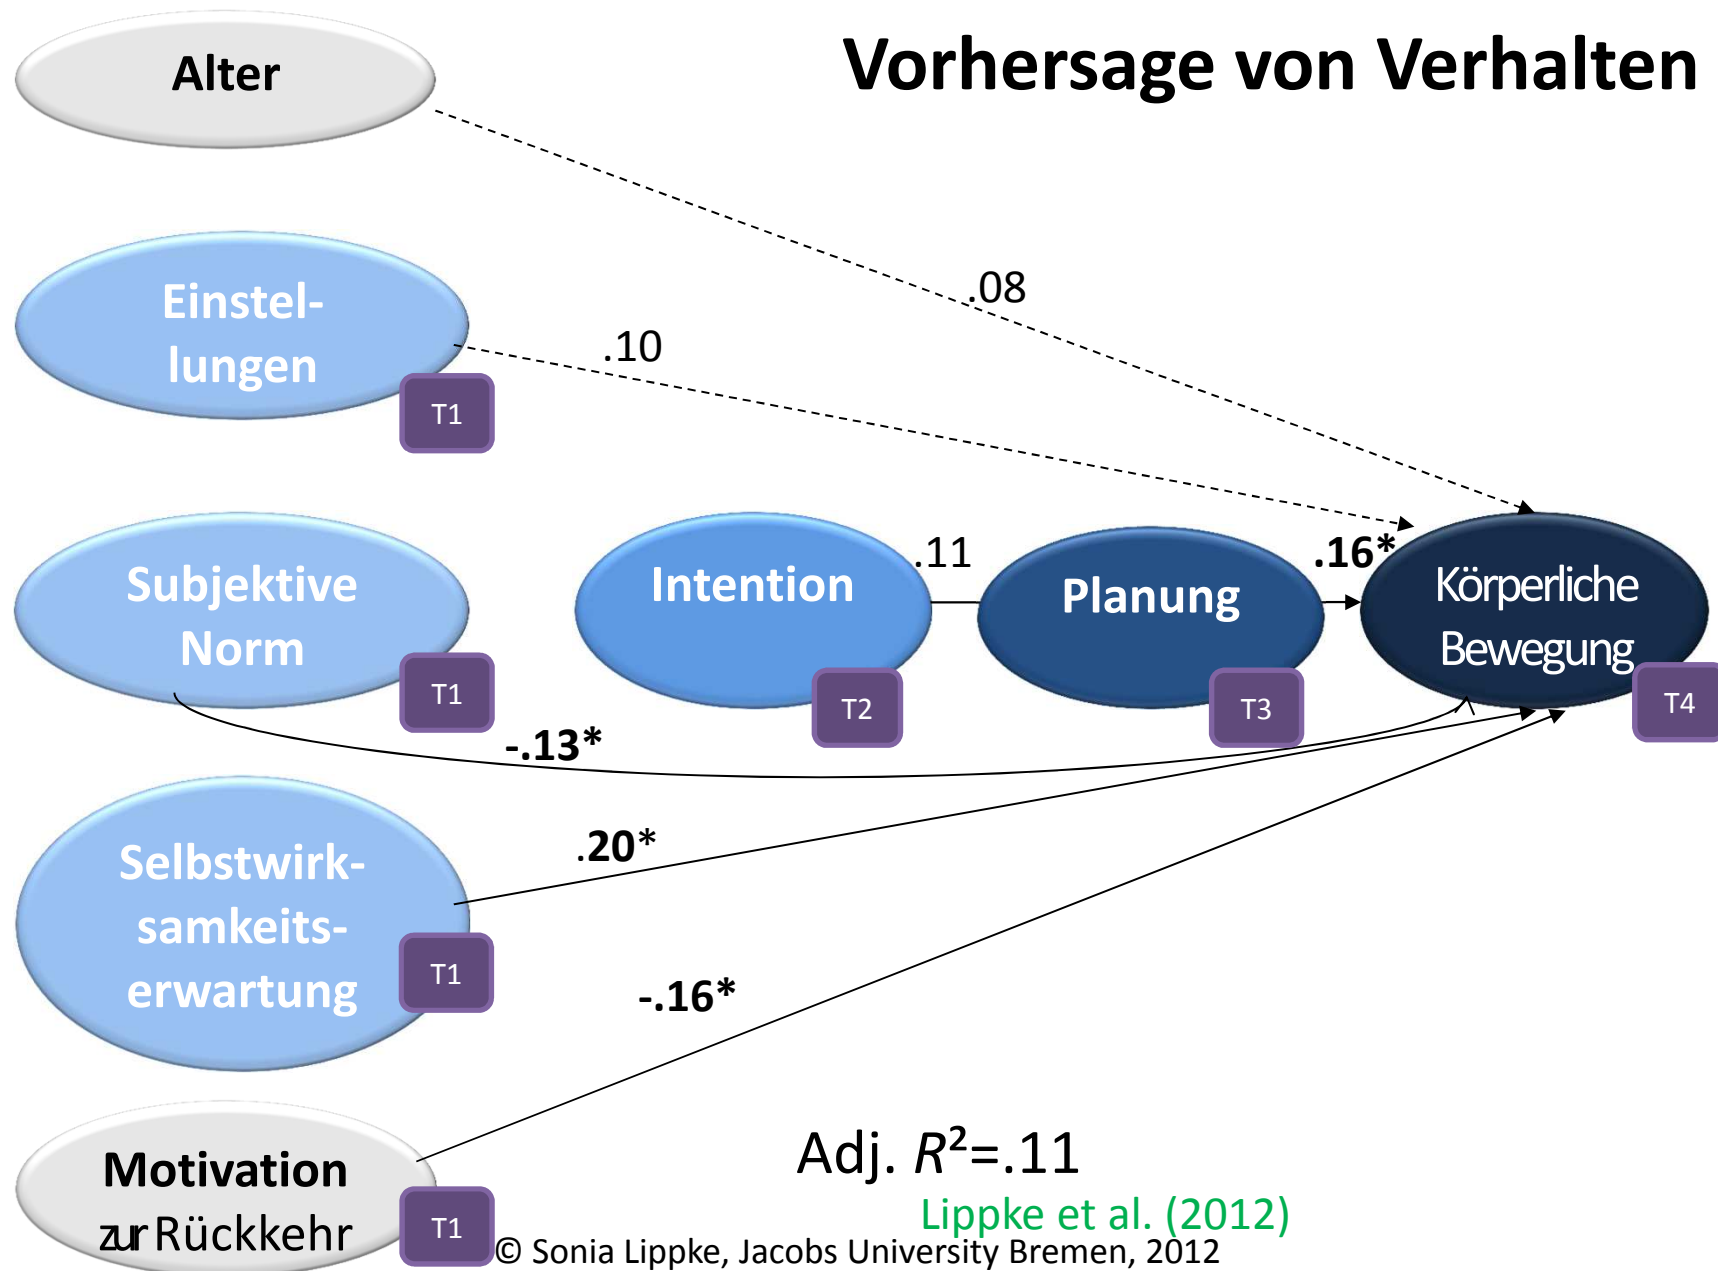 Vorhersage von Verhalten
Alter
.08
Einstel-
lungen
T1
.10
Subjektive
Norm
T1
-.13*
Intention
T2
.11
Planung
T3
.16*
Körperliche
Bewegung
T4
Selbstwirk-
samkeits-
erwartung
T1
.20*
-.16*
Motivation
zur Rückkehr
T1
Adj. R²=.11
Lippke et al. (2012)
© Sonia Lippke, Jacobs University Bremen, 2012